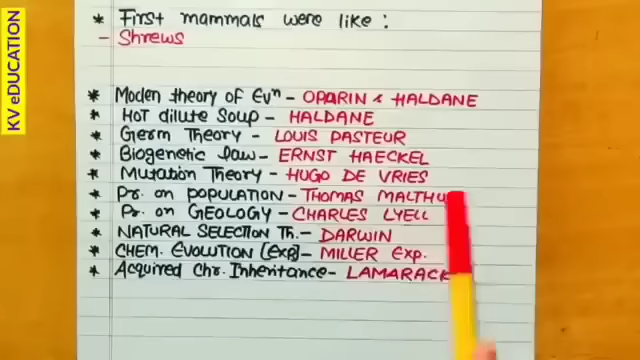 KV eDUCATION
* First mammals were like :
- Shrews
* Moden theory of Evⁿ - OPARIN & HALDANE
* HOT dilute Soup - HALDANE
* Germ Theory - LOUIS PASTEUR
* Biogenetic law - ERNST HAECKEL
* Mutation Theory - HUGO DE VRIES
* Pr. on POPULATION - THOMAS MALTHU
* Pr. on GEOLOGY - CHARLES LYELL
* NATURAL SELECTION Th. - DARWIN
* CHEM. EVOLUTION [EXP] - MILLER Exp.
* Acquired Chr. Inheritance - LAMARACK